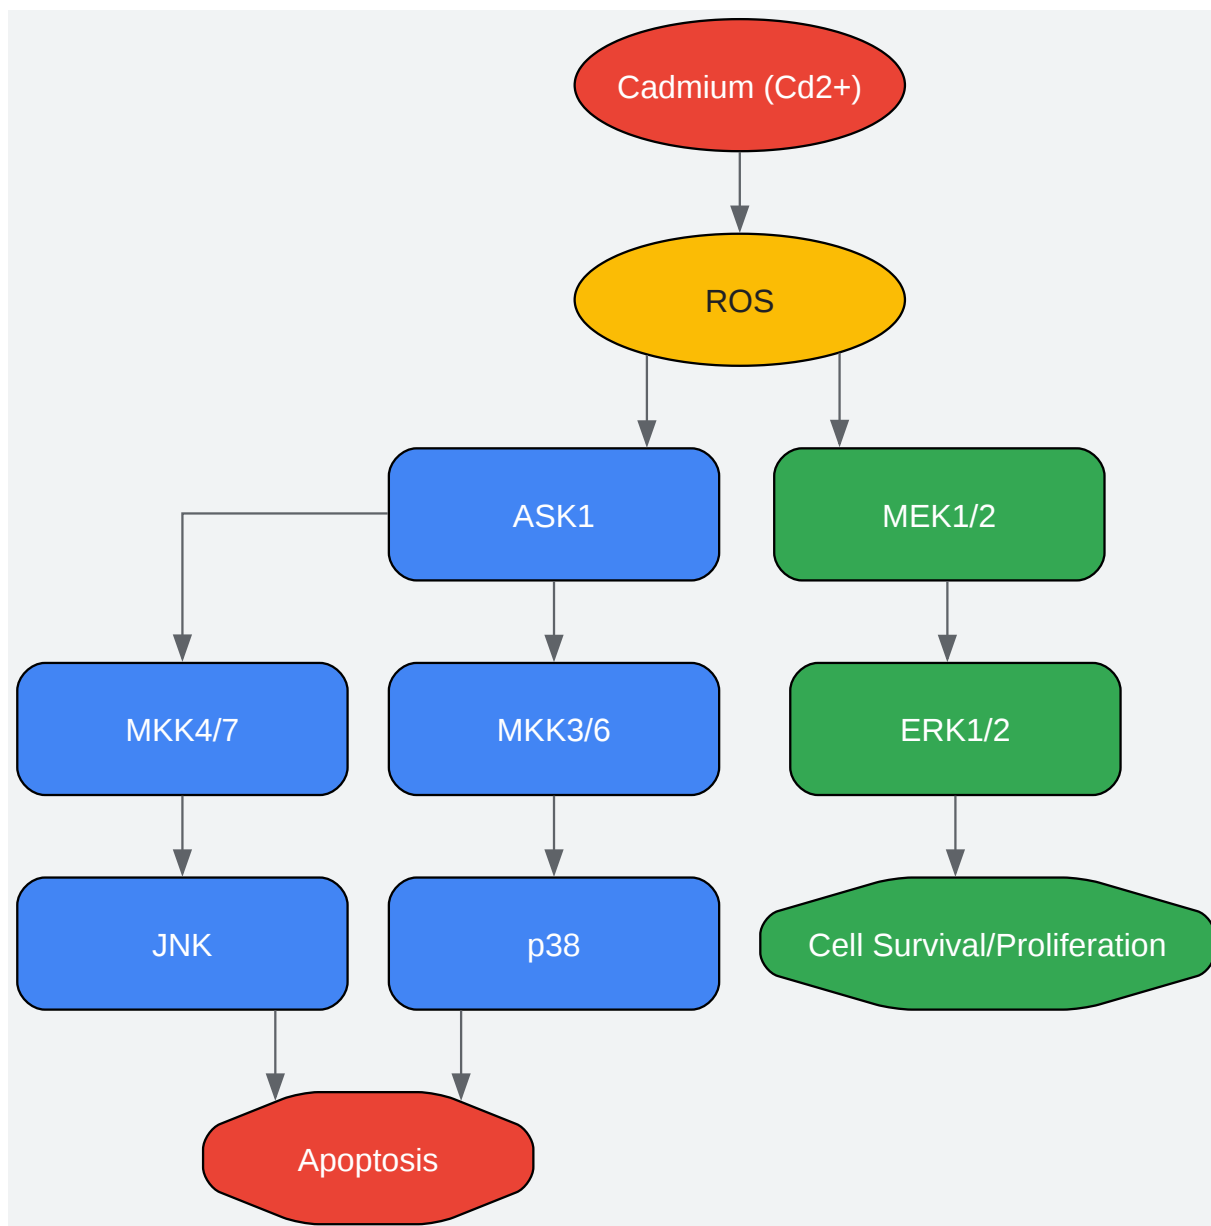 Cadmium (Cd2+)
ROS
ASK1
MEK1/2
MKK4/7
MKK3/6
ERK1/2
JNK
p38
Cell Survival/Proliferation
Apoptosis